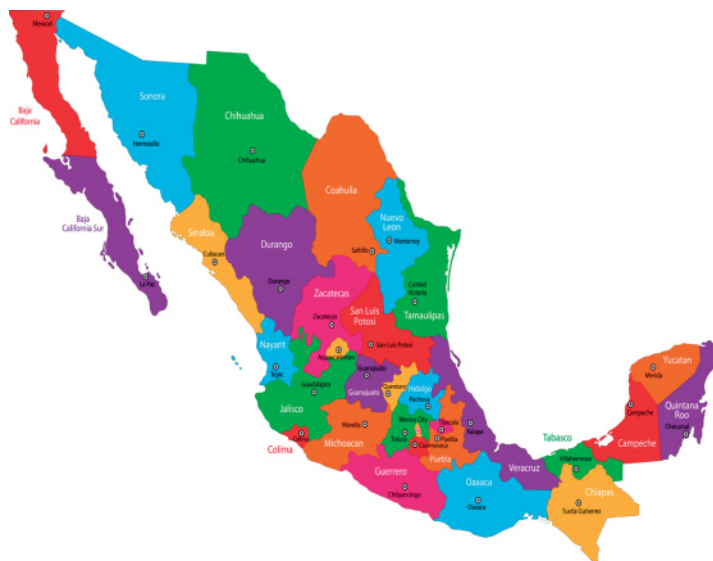 Mexicali
Sonora
Baja
California
Hermosillo
Chihuahua
Chihuahua
Coahuila
Nuevo
Leon
Monterrey
Saltillo
Baja
California Sur
La Paz
Sinaloa
Culiacan
Durango
Durango
Ciudad
Victoria
Tamaulipas
Zacatecas
Zacatecas
San Luis
Potosi
San Luis Potosi
Nayarit
Tepic
Aguascalientes
Guanajuato
Guanajuato
Queretaro
Hidalgo
Pachuca
Guadalajara
Jalisco
Colima
Colima
Morelia
Michoacan
Mexico City
Toluca
Cuernavaca
Tlaxcala
Puebla
Puebla
Xalapa
Veracruz
Guerrero
Chilpancingo
Oaxaca
Oaxaca
Tabasco
Villahermosa
Chiapas
Tuxtla Gutierrez
Campeche
Campeche
Yucatan
Merida
Quintana
Roo
Chetumal